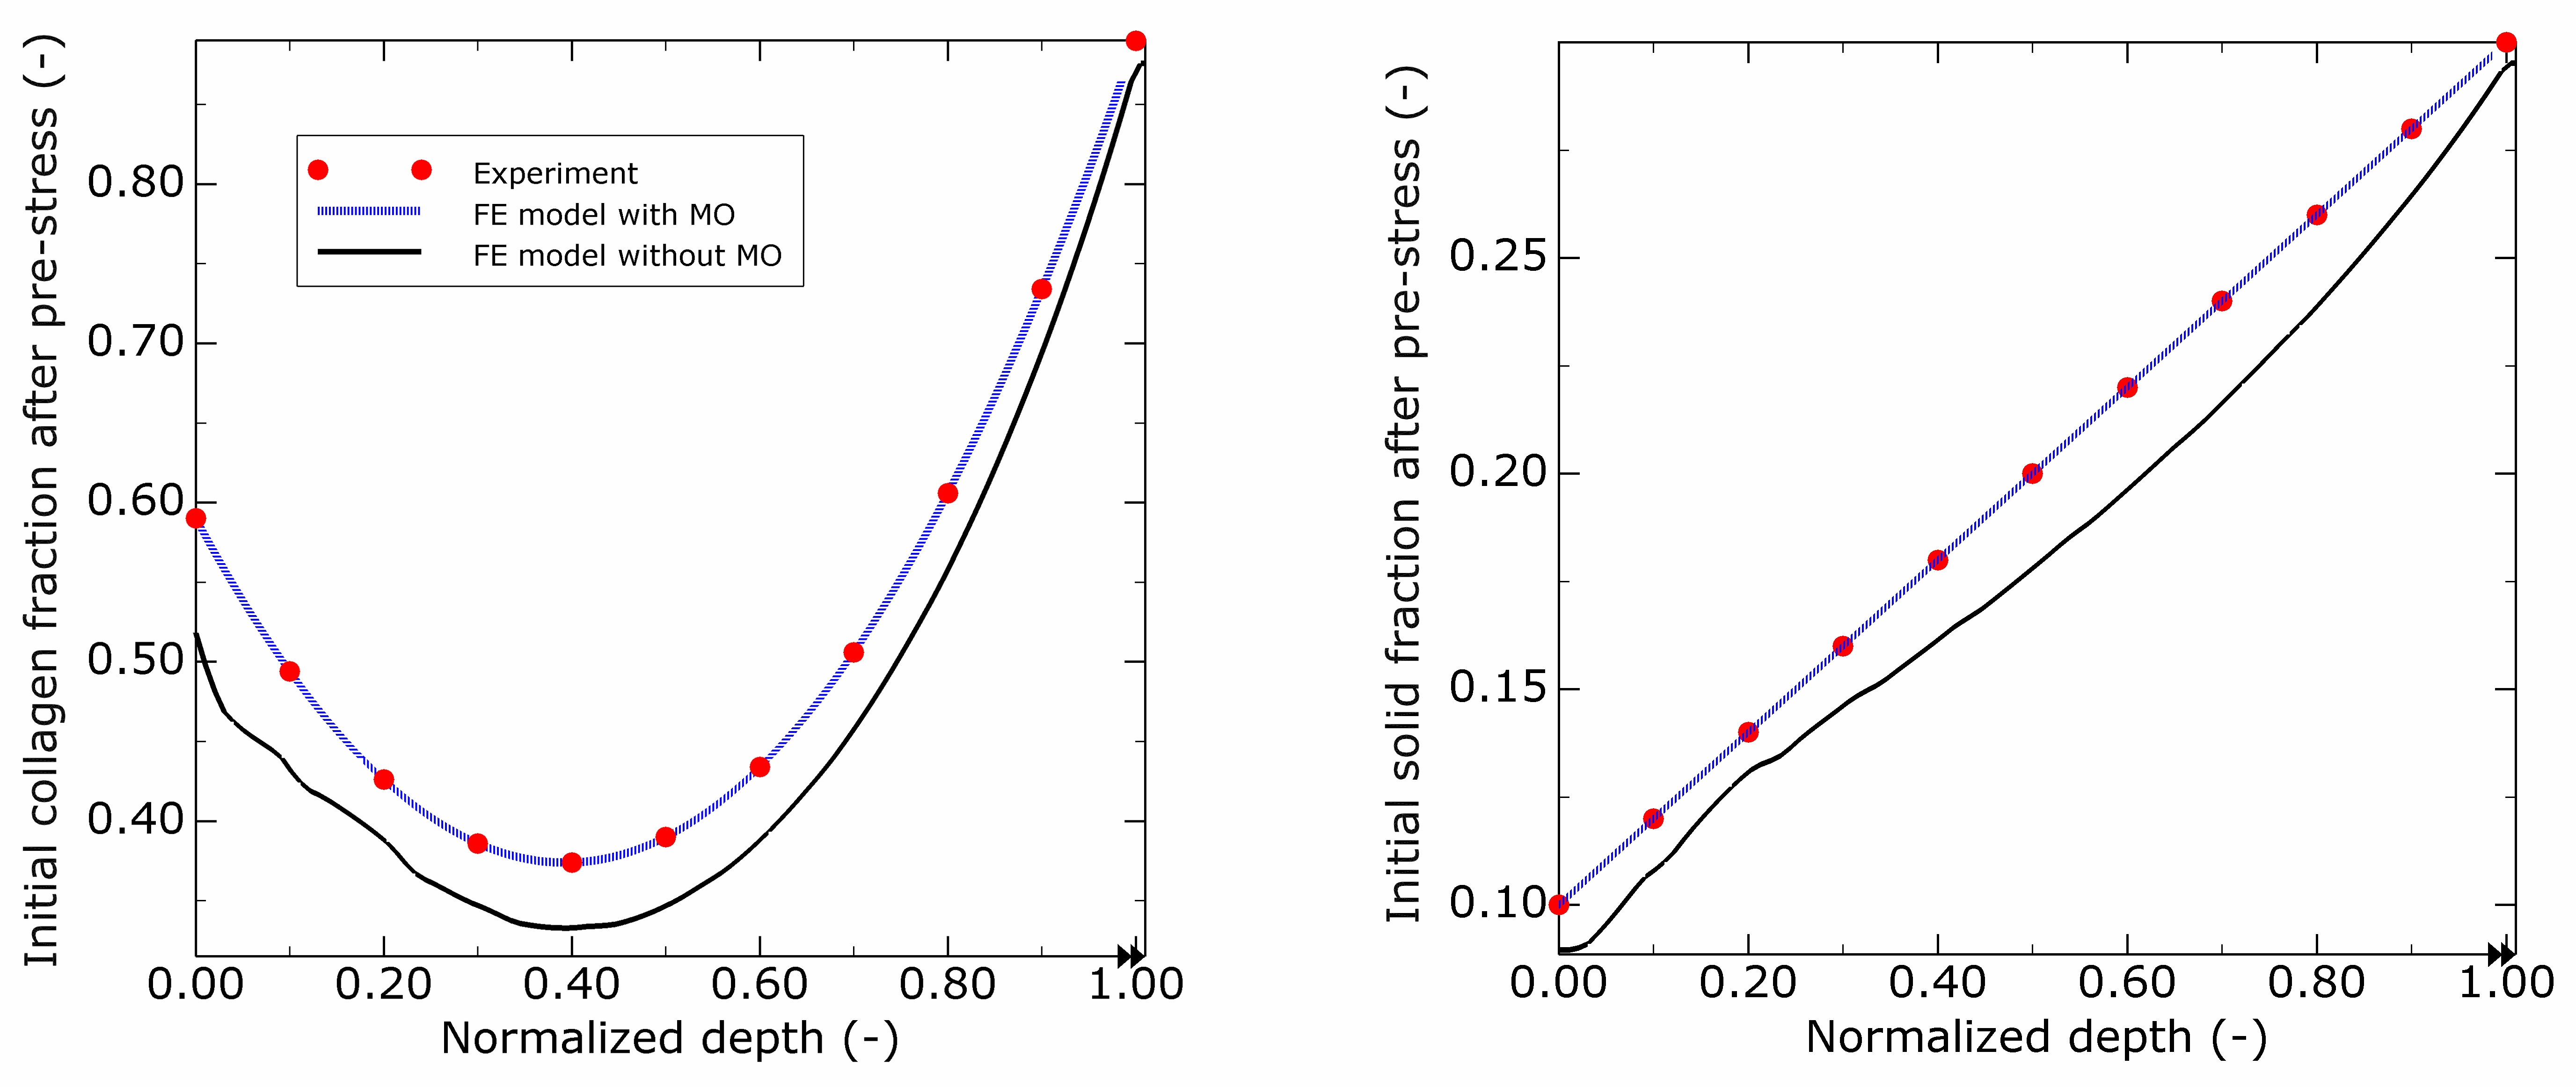 Initial collagen fraction after pre-stress (-)
0.80
0.70
0.60
0.50
0.40
Experiment
FE model with MO
FE model without MO
0.00 0.20 0.40 0.60 0.80 1.00
Normalized depth (-)
Initial solid fraction after pre-stress (-)
0.25
0.20
0.15
0.10
0.00 0.20 0.40 0.60 0.80 1.00
Normalized depth (-)